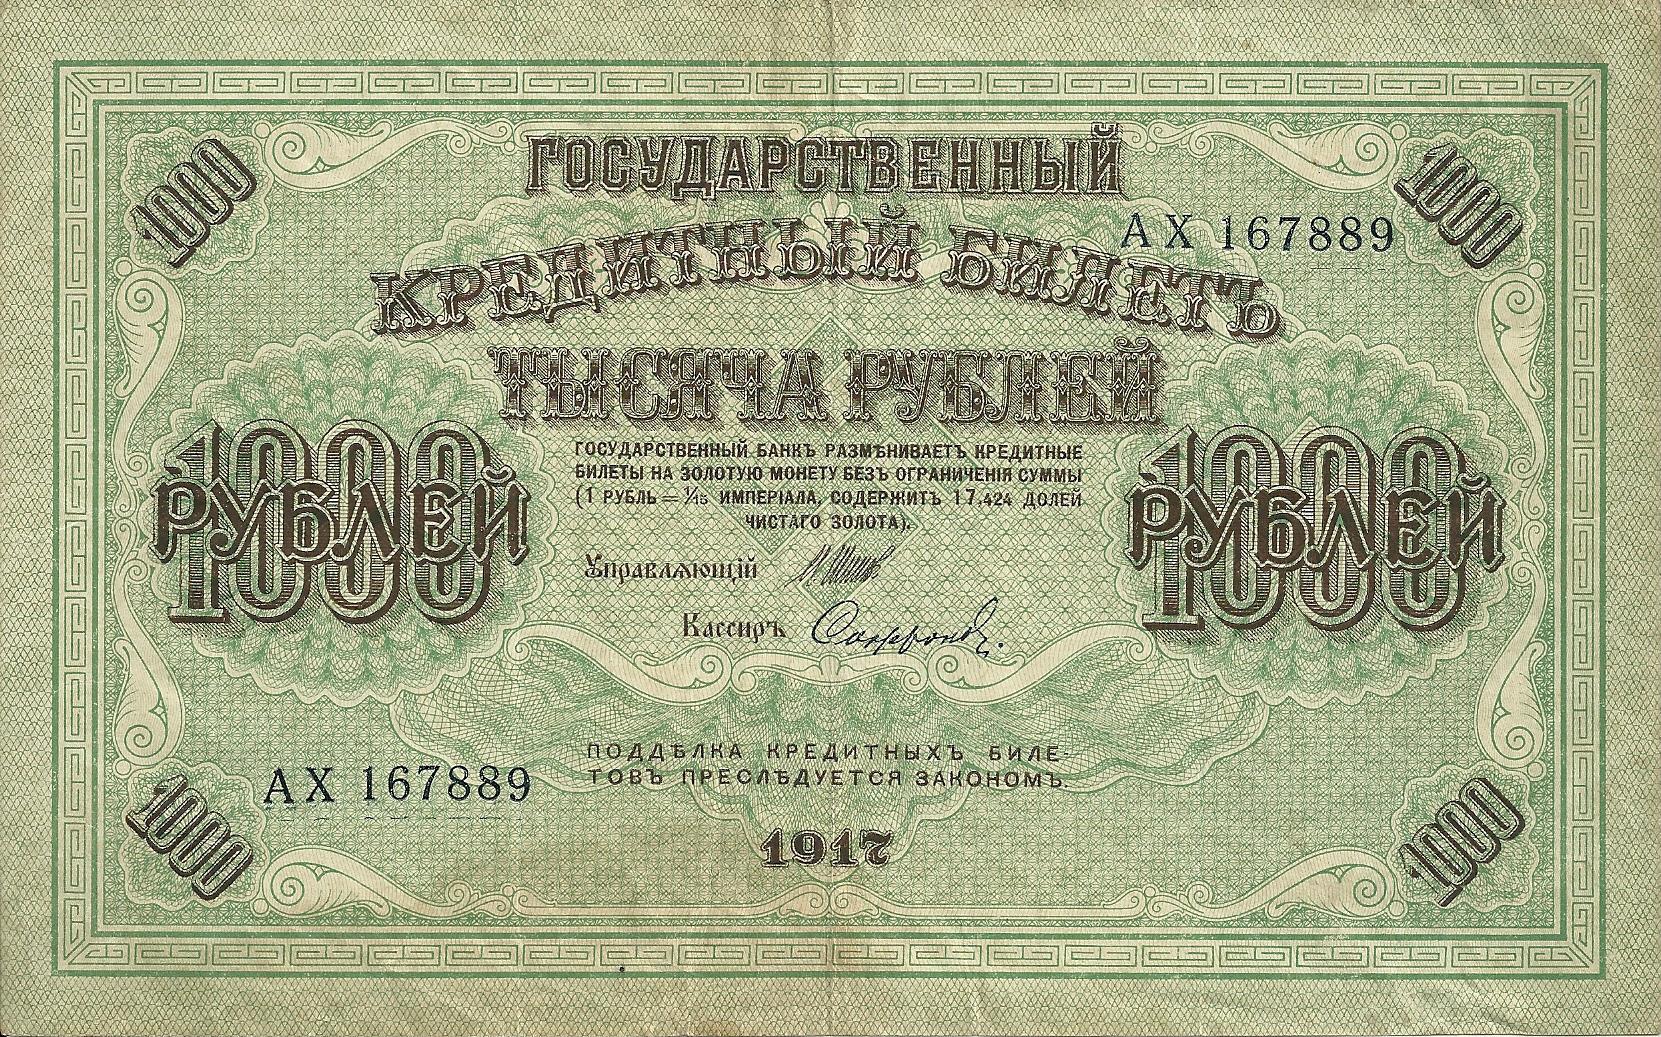 1000
1000
ГОСУДАРСТВЕННЫЙ
АХ 167889
КРЕДИТНЫЙ БИЛЕТЪ
ТЫСЯЧА РУБЛЕЙ
1000
РУБЛЕЙ
1000
РУБЛЕЙ
ГОСУДАРСТВЕННЫЙ БАНКЪ РАЗМѢНИВАЕТЪ КРЕДИТНЫЕ
БИЛЕТЫ НА ЗОЛОТУЮ МОНЕТУ БЕЗЪ ОГРАНИЧЕНІЯ СУММЫ
(1 РУБЛЬ = 1/15 ИМПЕРІАЛА, СОДЕРЖИТЪ 17,424 ДОЛЕЙ
ЧИСТАГО ЗОЛОТА).
Управляющій
Кассиръ Софронов
ПОДДѢЛКА КРЕДИТНЫХЪ БИЛЕ-
ТОВЪ ПРЕСЛѢДУЕТСЯ ЗАКОНОМЪ.
АХ 167889
1917
1000
1000